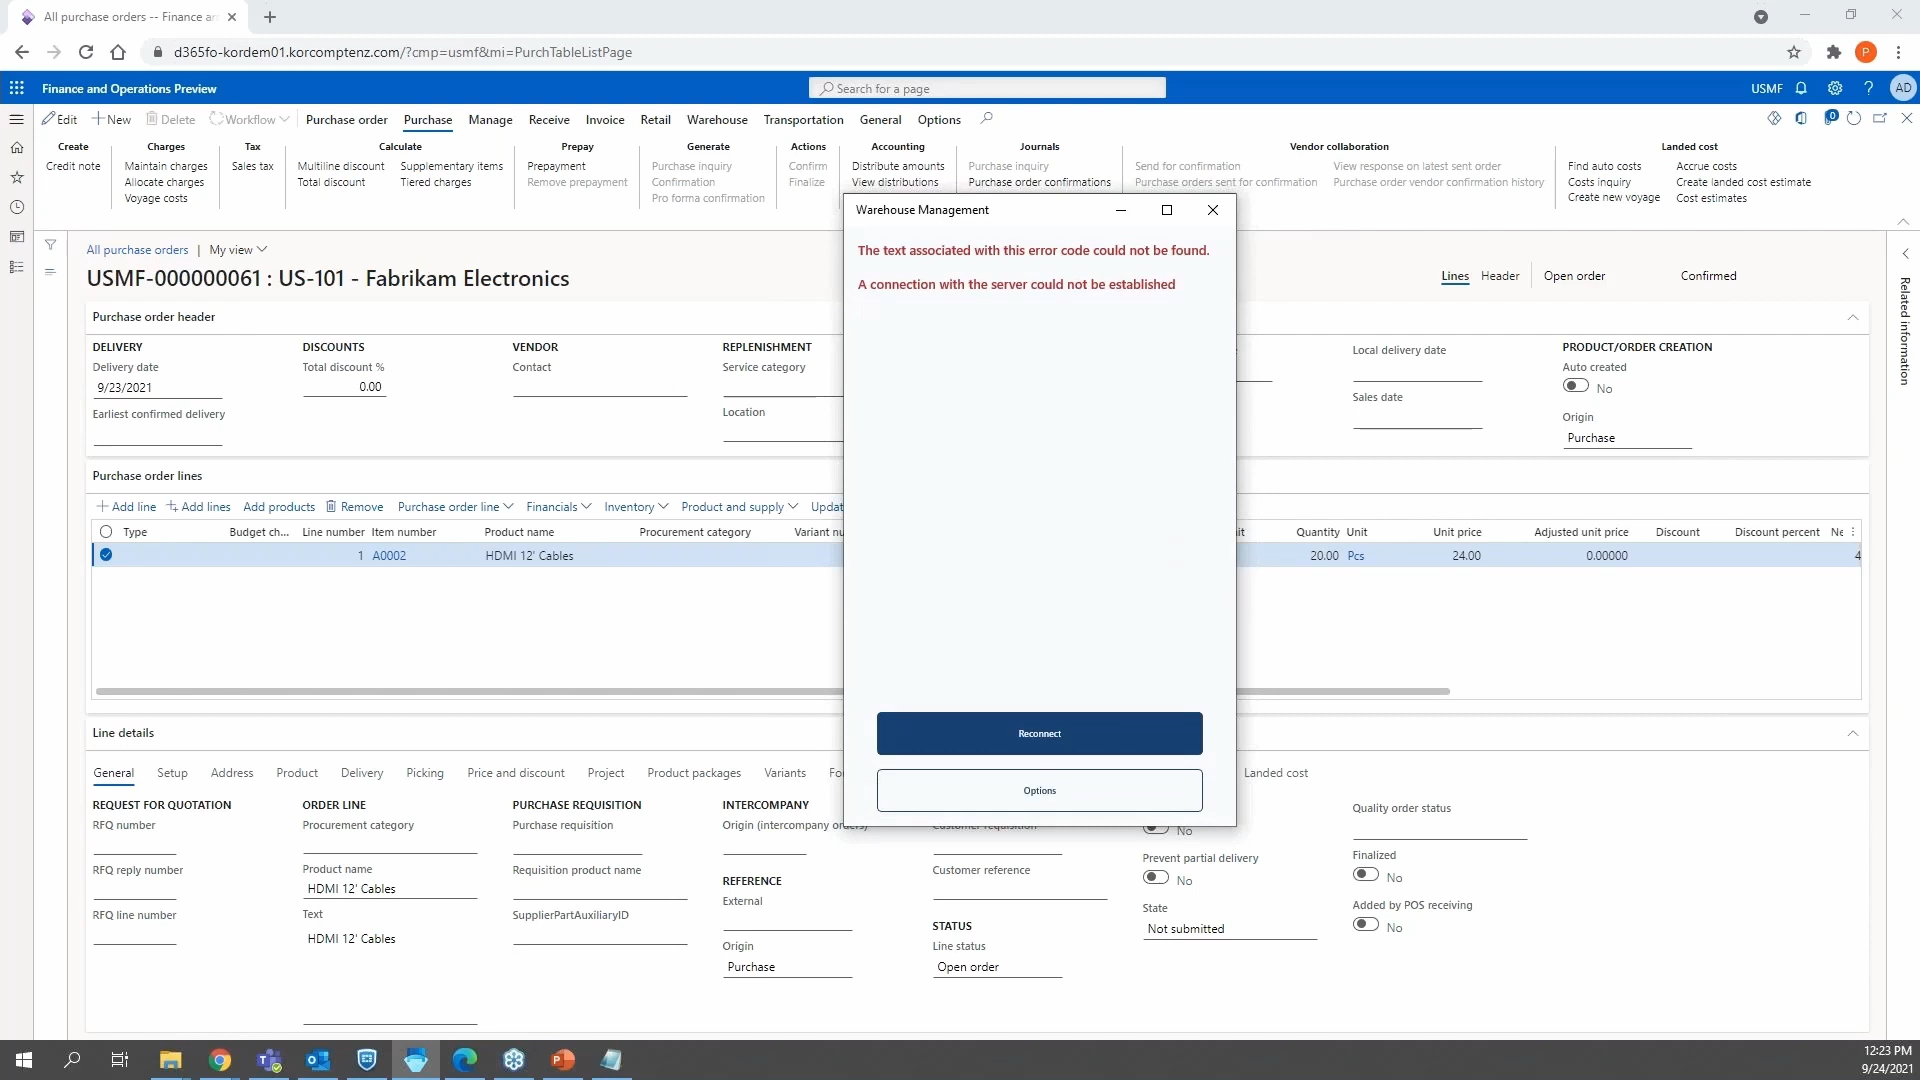 All purchase orders -- Finance an
d365fo-kordem01.korcomptenz.com/?cmp=usmf&mi=PurchTableListPage
P
Finance and Operations Preview
Search for a page
USMF
?
AD
Edit
New
Delete
Workflow
Purchase order
Purchase
Manage
Receive
Invoice
Retail
Warehouse
Transportation
General
Options
0
Create
Credit note
Charges
Maintain charges
Allocate charges
Voyage costs
Tax
Sales tax
Calculate
Multiline discount
Total discount
Supplementary items
Tiered charges
Prepay
Prepayment
Remove prepayment
Generate
Purchase inquiry
Confirmation
Pro forma confirmation
Actions
Confirm
Finalize
Accounting
Distribute amounts
View distributions
Journals
Purchase inquiry
Purchase order confirmations
Vendor collaboration
Send for confirmation
Purchase orders sent for confirmation
View response on latest sent order
Purchase order vendor confirmation history
Landed cost
Find auto costs
Costs inquiry
Create new voyage
Accrue costs
Create landed cost estimate
Cost estimates
All purchase orders | My view
USMF-000000061 : US-101 - Fabrikam Electronics
Lines
Header
Open order
Confirmed
Related information
Purchase order header
DELIVERY
Delivery date
9/23/2021
Earliest confirmed delivery
DISCOUNTS
Total discount %
0.00
VENDOR
Contact
REPLENISHMENT
Service category
Location
Local delivery date
Sales date
PRODUCT/ORDER CREATION
Auto created
No
Origin
Purchase
Purchase order lines
Add line
Add lines
Add products
Remove
Purchase order line
Financials
Inventory
Product and supply
Updat
Type
Budget ch...
Line number
Item number
Product name
Procurement category
Variant nu
it
Quantity
Unit
Unit price
Adjusted unit price
Discount
Discount percent
Ne
1
A0002
HDMI 12' Cables
20.00
Pcs
24.00
0.00000
4
Warehouse Management
The text associated with this error code could not be found.
A connection with the server could not be established
Reconnect
Options
Line details
General
Setup
Address
Product
Delivery
Picking
Price and discount
Project
Product packages
Variants
Fo
Landed cost
REQUEST FOR QUOTATION
RFQ number
RFQ reply number
RFQ line number
ORDER LINE
Procurement category
Product name
HDMI 12' Cables
Text
HDMI 12' Cables
PURCHASE REQUISITION
Purchase requisition
Requisition product name
SupplierPartAuxiliaryID
INTERCOMPANY
Origin (intercompany orders)
REFERENCE
External
Origin
Purchase
Customer requisition
Customer reference
STATUS
Line status
Open order
No
Prevent partial delivery
No
State
Not submitted
Quality order status
Finalized
No
Added by POS receiving
No
12:23 PM
9/24/2021